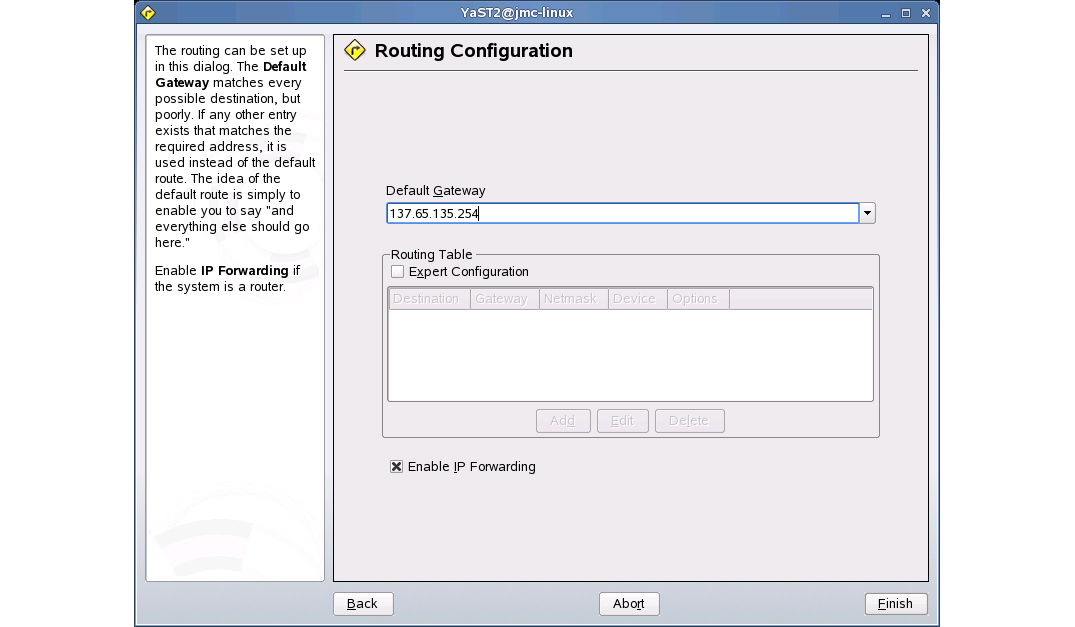 YaST2@jmc-linux
The routing can be set up
in this dialog. The Default
Gateway matches every
possible destination, but
poorly. If any other entry
exists that matches the
required address, it is
used instead of the default
route. The idea of the
default route is simply to
enable you to say "and
everything else should go
here."
Enable IP Forwarding if
the system is a router.
Routing Configuration
Default Gateway
137.65.135.254
Routing Table
Expert Configuration
Destination Gateway Netmask Device Options
Add Edit Delete
Enable IP Forwarding
Back Abort Finish